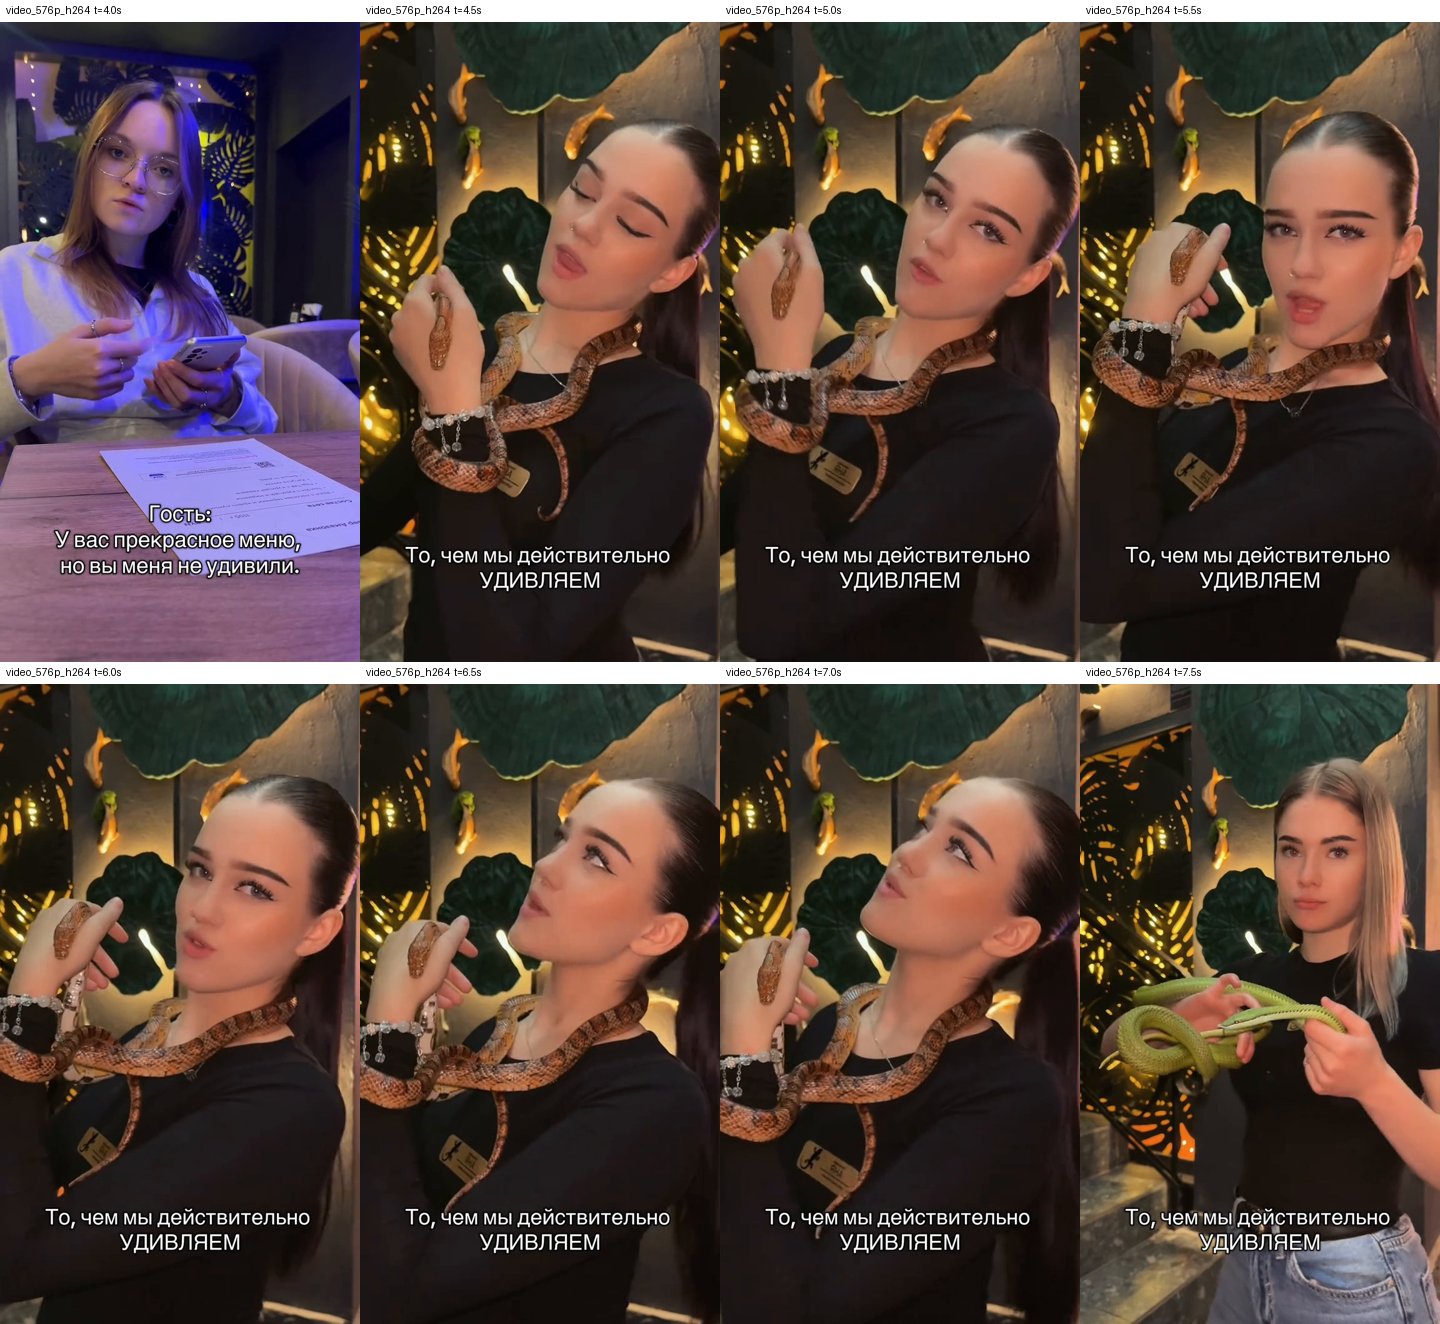 video_576p_h264 t=4.0s
video_576p_h264 t=4.5s
video_576p_h264 t=5.0s
video_576p_h264 t=5.5s
Гость:
У вас прекрасное меню,
но вы меня не удивили.
То, чем мы действительно
УДИВЛЯЕМ
То, чем мы действительно
УДИВЛЯЕМ
То, чем мы действительно
УДИВЛЯЕМ
video_576p_h264 t=6.0s
video_576p_h264 t=6.5s
video_576p_h264 t=7.0s
video_576p_h264 t=7.5s
То, чем мы действительно
УДИВЛЯЕМ
То, чем мы действительно
УДИВЛЯЕМ
То, чем мы действительно
УДИВЛЯЕМ
То, чем мы действительно
УДИВЛЯЕМ